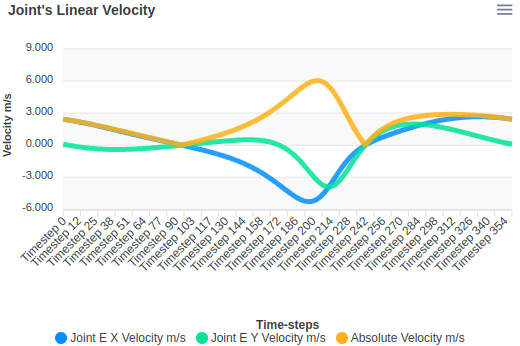 Joint's Linear Velocity
Velocity m/s
9.000
6.000
3.000
0.000
-3.000
-6.000
Timestep 0
Timestep 12
Timestep 25
Timestep 38
Timestep 51
Timestep 64
Timestep 77
Timestep 90
Timestep 103
Timestep 117
Timestep 130
Timestep 144
Timestep 158
Timestep 172
Timestep 186
Timestep 200
Timestep 214
Timestep 228
Timestep 242
Timestep 256
Timestep 270
Timestep 284
Timestep 298
Timestep 312
Timestep 326
Timestep 340
Timestep 354
Time-steps
Joint E X Velocity m/s
Joint E Y Velocity m/s
Absolute Velocity m/s